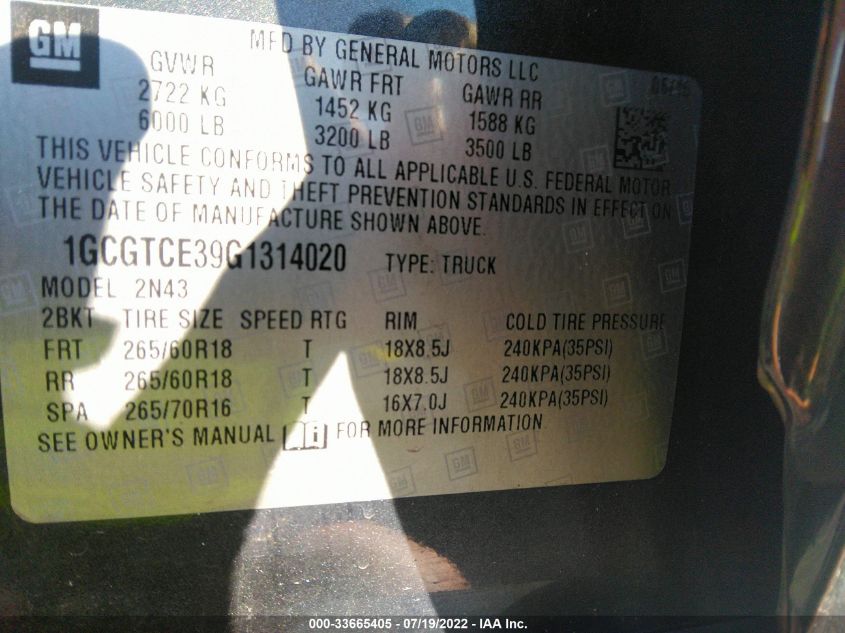 GM
MFD BY GENERAL MOTORS LLC
GVWR GAWR FRT GAWR RR
2722 KG 1452 KG 1588 KG
6000 LB 3200 LB 3500 LB
THIS VEHICLE CONFORMS TO ALL APPLICABLE U.S. FEDERAL MOTOR
VEHICLE SAFETY AND THEFT PREVENTION STANDARDS IN EFFECT ON
THE DATE OF MANUFACTURE SHOWN ABOVE.
1GCGTCE39G1314020 TYPE: TRUCK
MODEL 2N43
2BKT TIRE SIZE SPEED RTG RIM COLD TIRE PRESSURE
FRT 265/60R18 T 18X8.5J 240KPA(35PSI)
RR 265/60R18 T 18X8.5J 240KPA(35PSI)
SPA 265/70R16 T 16X7.0J 240KPA(35PSI)
SEE OWNER'S MANUAL i FOR MORE INFORMATION
000-33665405 - 07/19/2022 - IAA Inc.